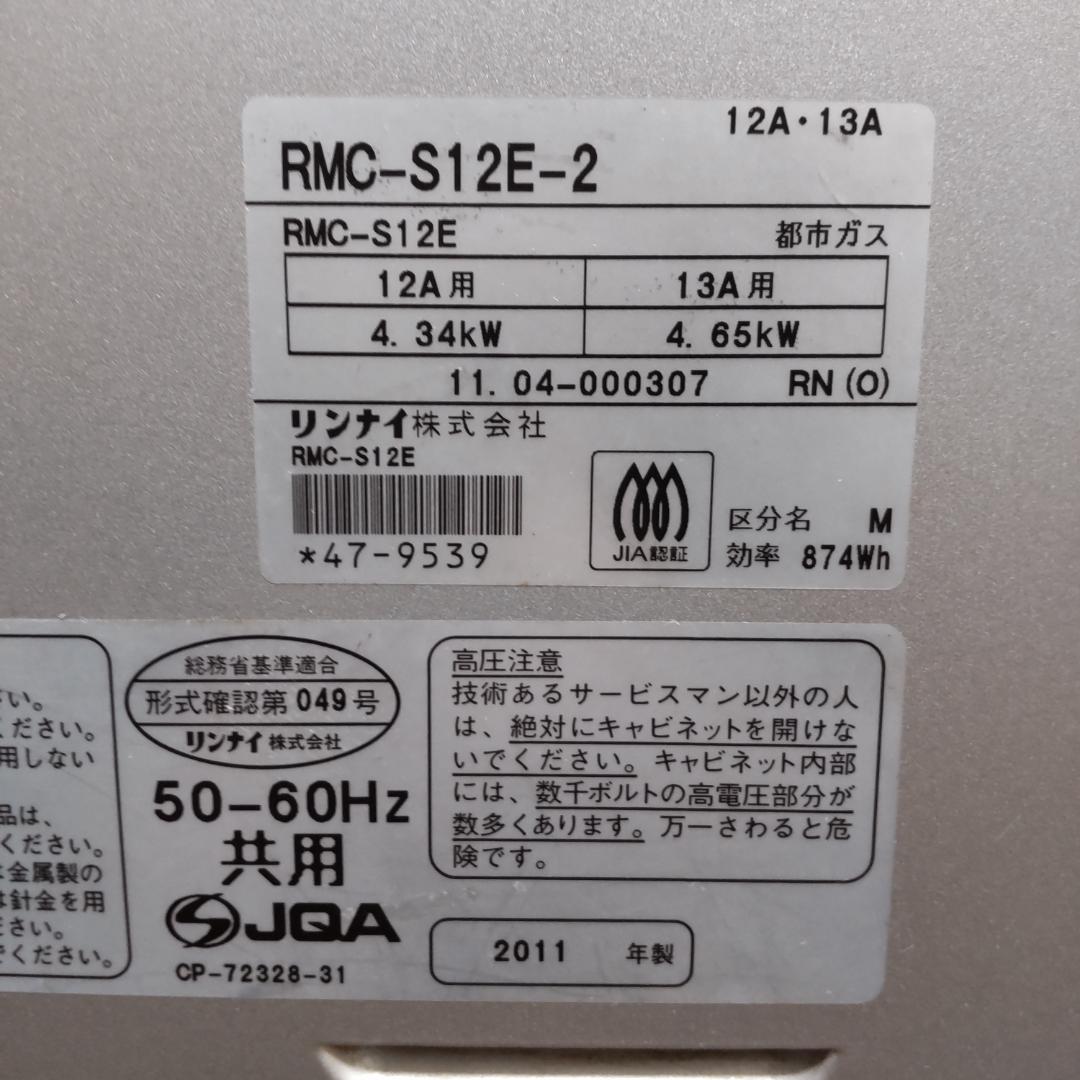 12A・13A
RMC-S12E-2
RMC-S12E 都市ガス
12A用 13A用
4.34kW 4.65kW
11.04-000307 RN(O)
リンナイ株式会社
RMC-S12E
*47-9539
JIA認証
区分名 M
効率 874Wh
さい。
ください。
用しない
品は、
ください。
金属製の
は針金を用
ださい。
でください。
総務省基準適合
形式確認第049号
リンナイ株式会社
50-60Hz
共用
JQA
CP-72328-31
高圧注意
技術あるサービスマン以外の人
は、絶対にキャビネットを開けな
いでください。キャビネット内部
には、数千ボルトの高電圧部分が
数多くあります。万一さわると危
険です。
2011 年製